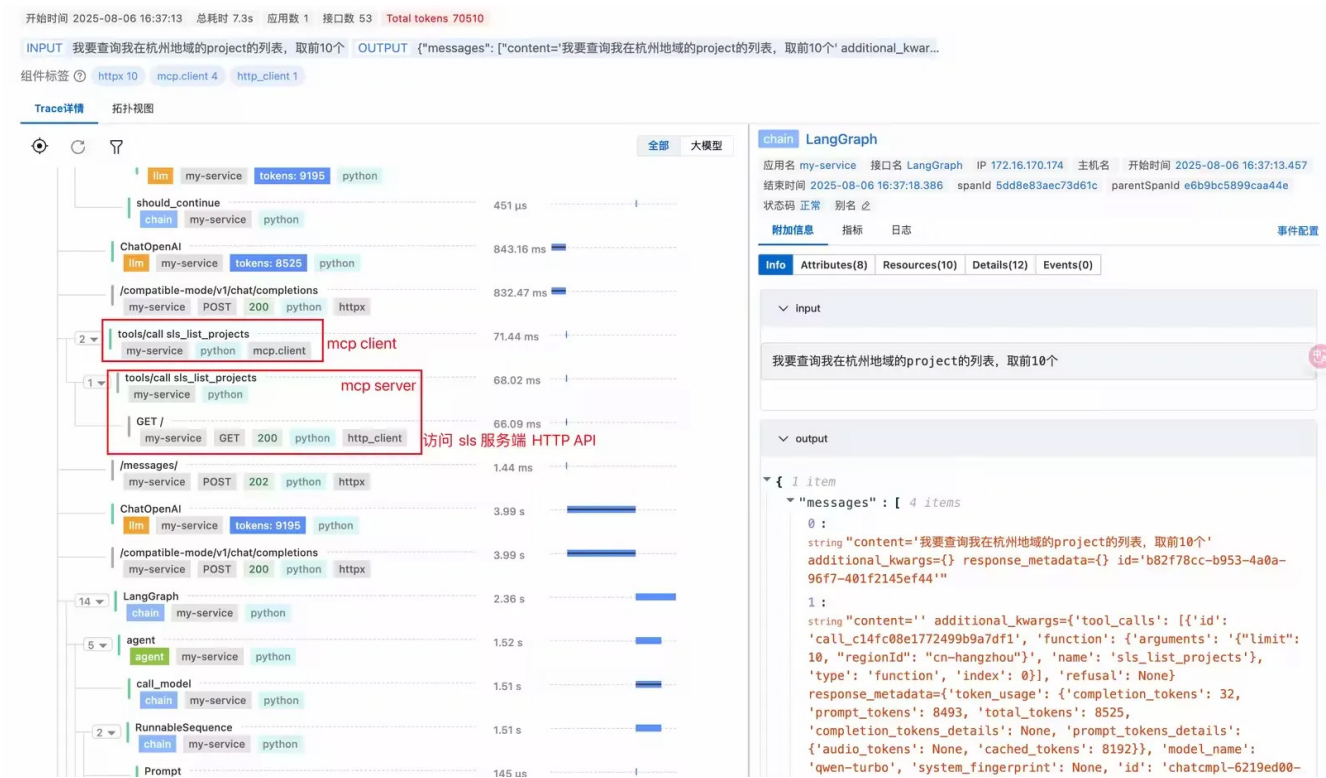 开始时间 2025-08-06 16:37:13 总耗时 7.3s 应用数 1 接口数 53 Total tokens 70510
INPUT 我要查询我在杭州地域的project的列表，取前10个 OUTPUT {"messages": ["content='我要查询我在杭州地域的project的列表，取前10个' additional_kwar...
组件标签 httpx 10 mcp.client 4 http_client 1
Trace详情 拓扑视图
全部 大模型
llm my-service tokens: 9195 python
should_continue 451 μs
chain my-service python
ChatOpenAI 843.16 ms
llm my-service tokens: 8525 python
/compatible-mode/v1/chat/completions 832.47 ms
my-service POST 200 python httpx
2 tools/call sls_list_projects 71.44 ms
my-service python mcp.client
mcp client
1 tools/call sls_list_projects 68.02 ms
my-service python
mcp server
GET / 66.09 ms
my-service GET 200 python http_client
访问 sls 服务端 HTTP API
/messages/ 1.44 ms
my-service POST 202 python httpx
ChatOpenAI 3.99 s
llm my-service tokens: 9195 python
/compatible-mode/v1/chat/completions 3.99 s
my-service POST 200 python httpx
14 LangGraph 2.36 s
chain my-service python
5 agent 1.52 s
agent my-service python
call_model 1.51 s
chain my-service python
2 RunnableSequence 1.51 s
chain my-service python
Prompt 145 μs
chain LangGraph
应用名 my-service 接口名 LangGraph IP 172.16.170.174 主机名 开始时间 2025-08-06 16:37:13.457
结束时间 2025-08-06 16:37:18.386 spanId 5dd8e83aec73d61c parentSpanId e6b9bc5899caa44e
状态码 正常 别名
附加信息 指标 日志 事件配置
Info Attributes(8) Resources(10) Details(12) Events(0)
input
我要查询我在杭州地域的project的列表，取前10个
中
output
{ 1 item
"messages" : [ 4 items
0 :
string "content='我要查询我在杭州地域的project的列表，取前10个'
additional_kwargs={} response_metadata={} id='b82f78cc-b953-4a0a-
96f7-401f2145ef44'"
1 :
string "content='' additional_kwargs={'tool_calls': [{'id':
'call_c14fc08e1772499b9a7df1', 'function': {'arguments': '{"limit":
10, "regionId": "cn-hangzhou"}', 'name': 'sls_list_projects'},
'type': 'function', 'index': 0}], 'refusal': None}
response_metadata={'token_usage': {'completion_tokens': 32,
'prompt_tokens': 8493, 'total_tokens': 8525,
'completion_tokens_details': None, 'prompt_tokens_details':
{'audio_tokens': None, 'cached_tokens': 8192}}, 'model_name':
'qwen-turbo', 'system_fingerprint': None, 'id': 'chatcmpl-6219ed00-